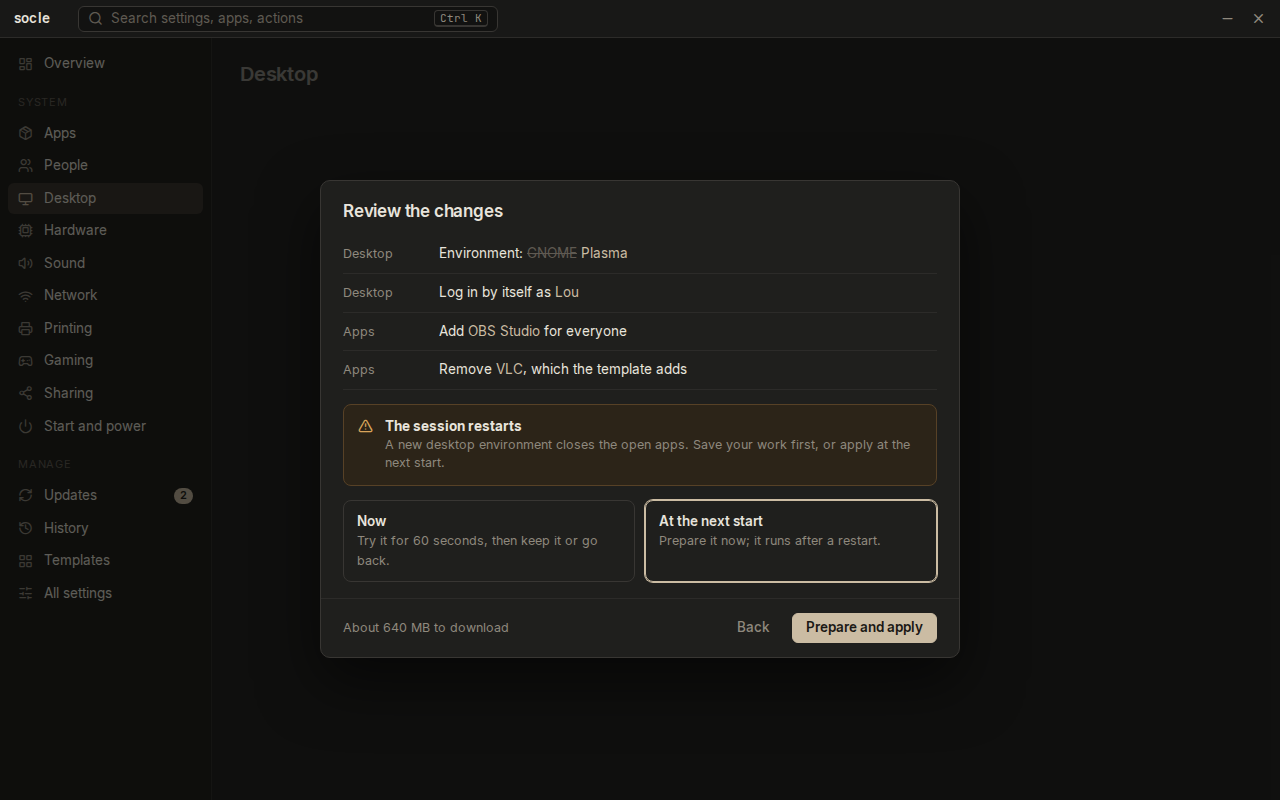 socle
Search settings, apps, actions
Ctrl K
Overview
Desktop
SYSTEM
Apps
People
Desktop
Hardware
Sound
Network
Printing
Gaming
Sharing
Start and power
MANAGE
Updates 2
History
Templates
All settings
Review the changes
Desktop Environment: GNOME Plasma
Desktop Log in by itself as Lou
Apps Add OBS Studio for everyone
Apps Remove VLC, which the template adds
The session restarts
A new desktop environment closes the open apps. Save your work first, or apply at the
next start.
Now
Try it for 60 seconds, then keep it or go
back.
At the next start
Prepare it now; it runs after a restart.
About 640 MB to download
Back
Prepare and apply